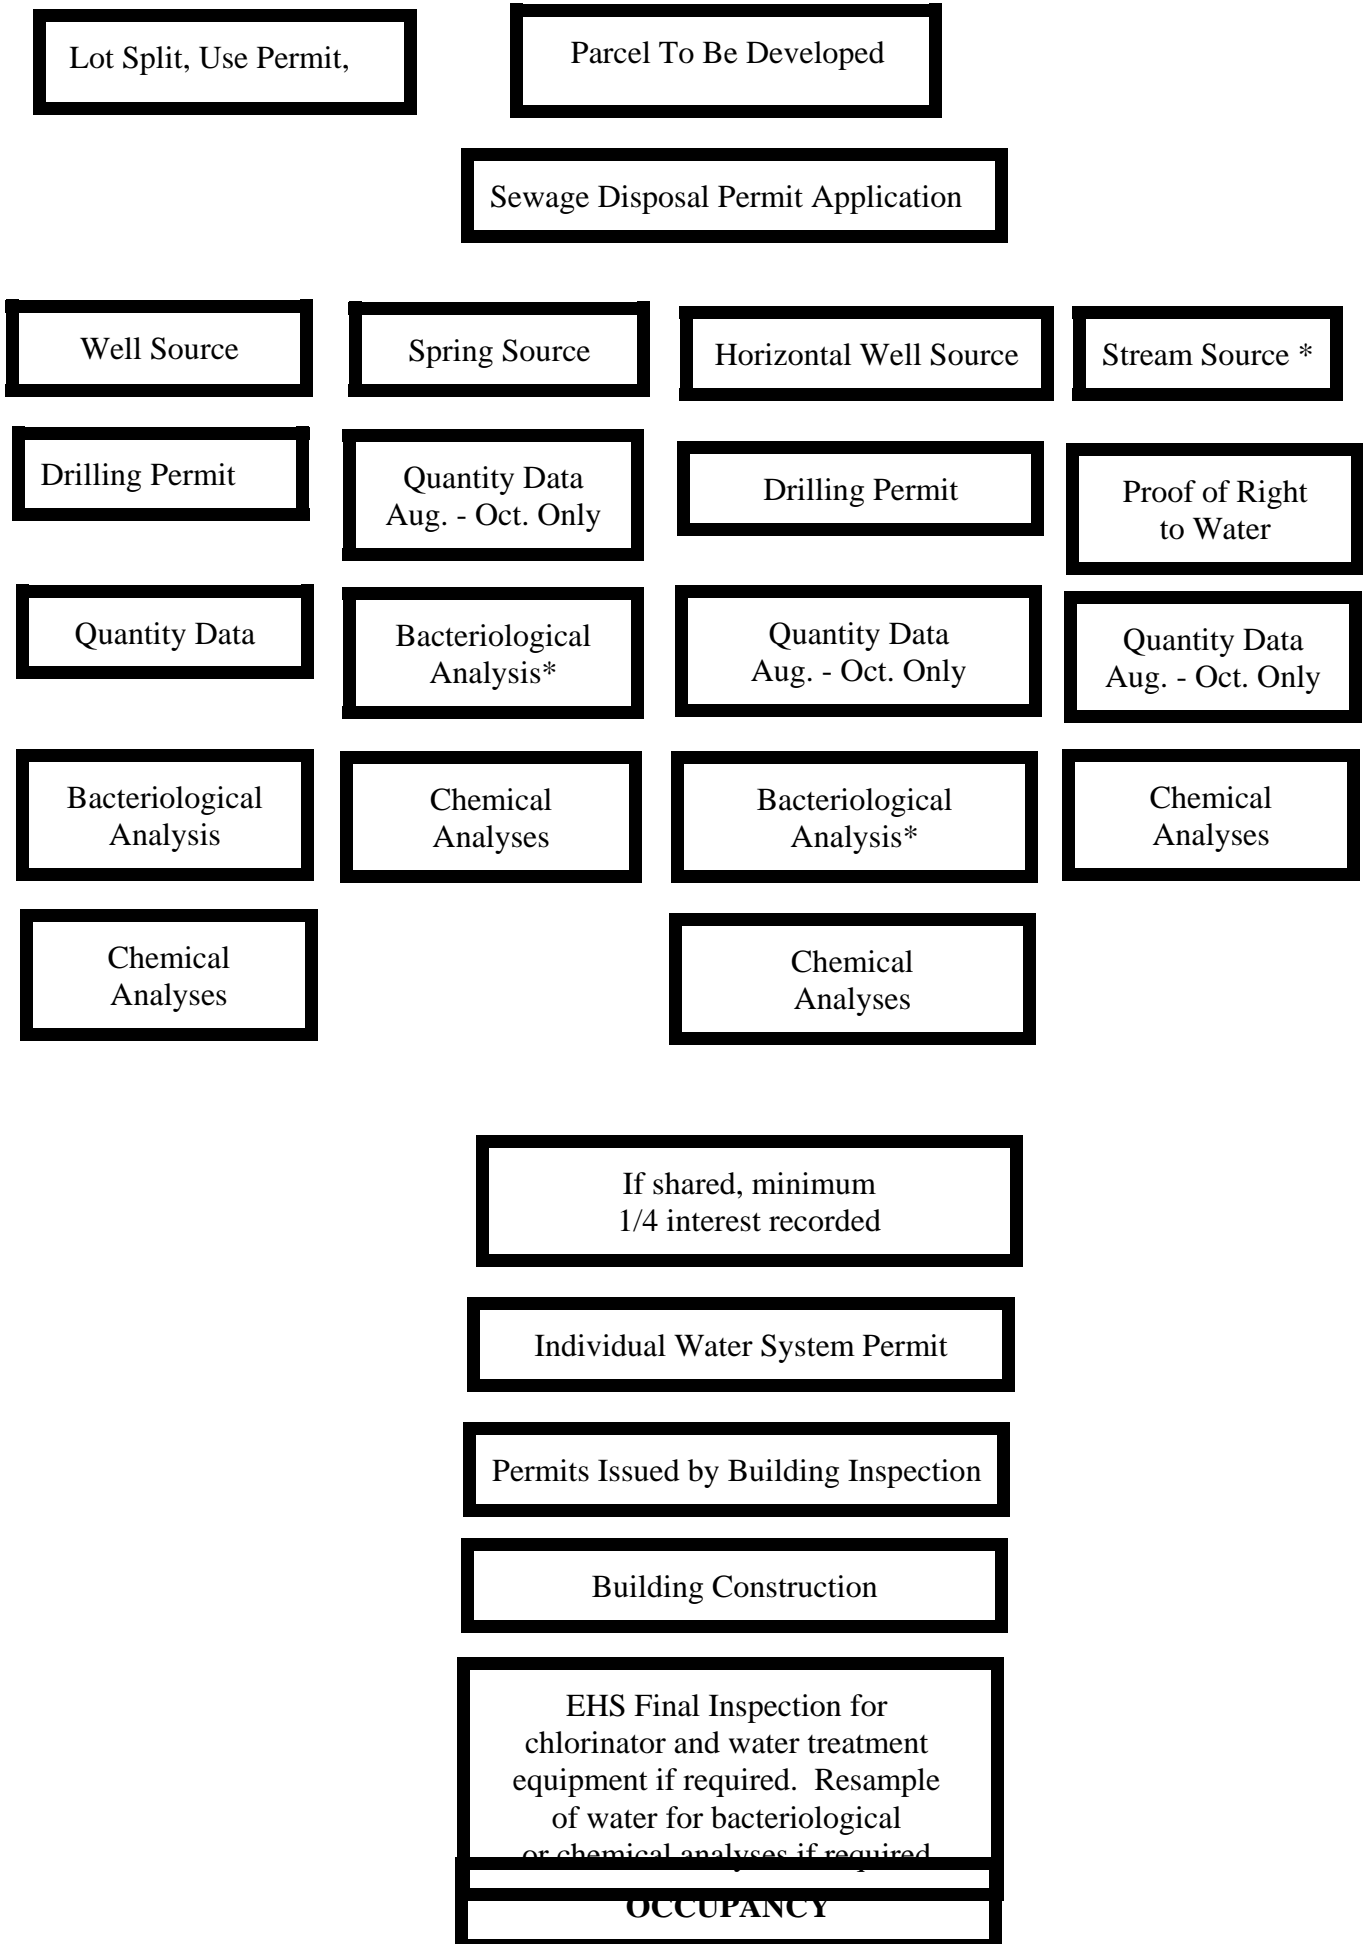 Lot Split, Use Permit,
Parcel To Be Developed
Sewage Disposal Permit Application
Well Source
Spring Source
Horizontal Well Source
Stream Source *
Drilling Permit
Quantity Data
Aug. - Oct. Only
Drilling Permit
Proof of Right
to Water
Quantity Data
Bacteriological
Analysis*
Quantity Data
Aug. - Oct. Only
Quantity Data
Aug. - Oct. Only
Bacteriological
Analysis
Chemical
Analyses
Bacteriological
Analysis*
Chemical
Analyses
Chemical
Analyses
Chemical
Analyses
If shared, minimum
1/4 interest recorded
Individual Water System Permit
Permits Issued by Building Inspection
Building Construction
EHS Final Inspection for
chlorinator and water treatment
equipment if required.  Resample
of water for bacteriological
or chemical analyses if required
OCCUPANCY